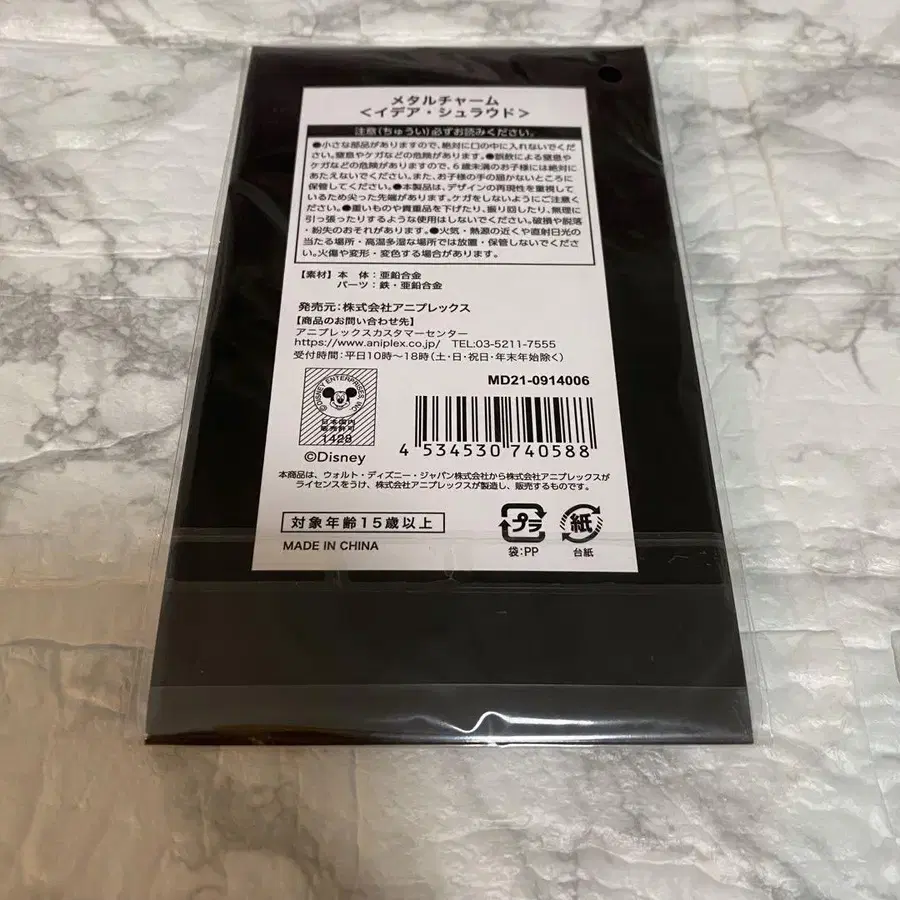 メタルチャーム
<イデア・シュラウド>
注意(ちゅうい)必ずお読みください。
●小さな部品がありますので、絶対に口の中に入れないでくだ
さい。窒息やケガなどの危険があります。●誤飲による窒息や
ケガなどの危険がありますので、6歳未満のお子様には絶対に
あたえないでください。また、お子様の手の届かないところに
保管してください。●本製品は、デザインの再現性を重視して
いるため尖った先端があります。ケガをしないようにご注意くだ
さい。●重いものや貴重品を下げたり、振り回したり、無理に
引っ張ったりするような使用はしないでください。破損や脱落
・紛失のおそれがあります。●火気・熱源の近くや直射日光の
当たる場所・高温多湿な場所では放置・保管しないでくださ
い。火傷や変形・変色する場合があります。
【素材】 本 体:亜鉛合金
パーツ:鉄・亜鉛合金
発売元:株式会社アニプレックス
【商品のお問い合わせ先】
アニプレックスカスタマーセンター
https://www.aniplex.co.jp/ TEL:03-5211-7555
受付時間:平日10時〜18時(土・日・祝日・年末年始除く)
MD21-0914006
©DISNEY ENTERPRISES, INC.
日本国内
販売許可
1428
©Disney
4 534530 740588
本商品は、ウォルト・ディズニー・ジャパン株式会社から株式会社アニプレックスが
ライセンスをうけ、株式会社アニプレックスが製造し、販売するものです。
対象年齢15歳以上
MADE IN CHINA
プラ
袋:PP
紙
台紙